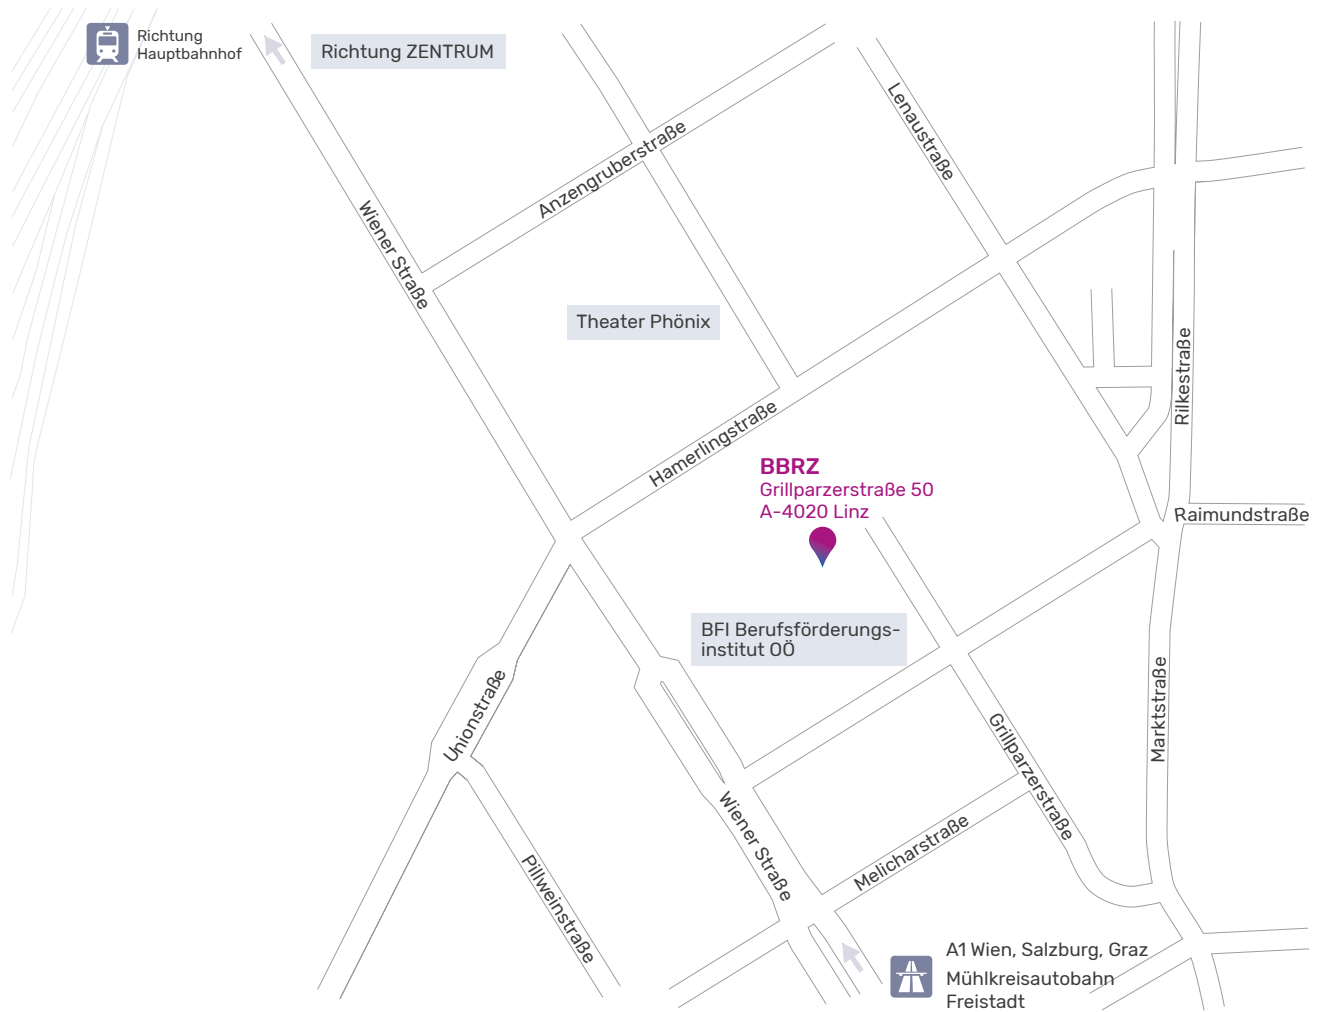 Richtung
Hauptbahnhof
Richtung ZENTRUM
Lenaustraße
Anzengruberstraße
Wiener Straße
Theater Phönix
Rilkestraße
Hamerlingstraße
BBRZ
Grillparzerstraße 50
A-4020 Linz
Raimundstraße
BFI Berufsförderungs-
institut OÖ
Unionstraße
Marktstraße
Grillparzerstraße
Wiener Straße
Melicharstraße
Pillweinstraße
A1 Wien, Salzburg, Graz
Mühlkreisautobahn
Freistadt